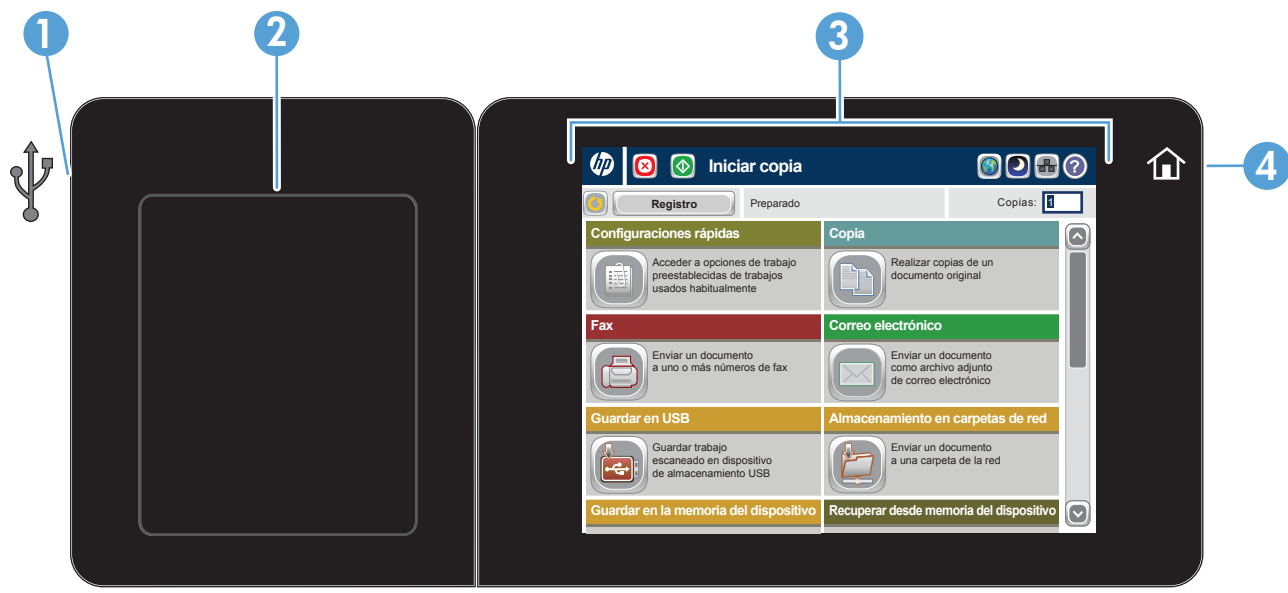 1
2
3
4
hp
Iniciar copia
?
Registro
Preparado
Copias: 1
Configuraciones rápidas
Acceder a opciones de trabajo
preestablecidas de trabajos
usados habitualmente
Copia
Realizar copias de un
documento original
Fax
Enviar un documento
a uno o más números de fax
Correo electrónico
Enviar un documento
como archivo adjunto
de correo electrónico
Guardar en USB
Guardar trabajo
escaneado en dispositivo
de almacenamiento USB
Almacenamiento en carpetas de red
Enviar un documento
a una carpeta de la red
Guardar en la memoria del dispositivo
Recuperar desde memoria del dispositivo